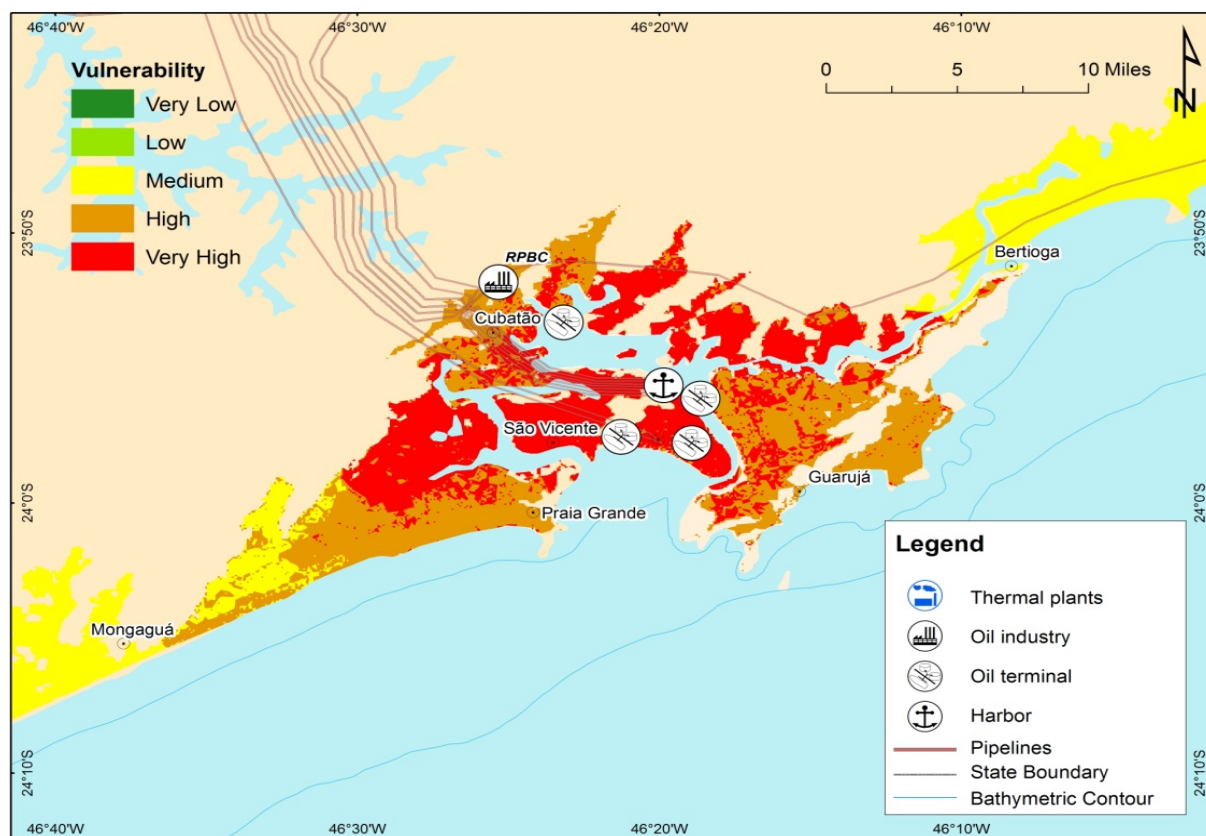 46°40'W 46°30'W 46°20'W 46°10'W
Vulnerability
Very Low
Low
Medium
High
Very High
0 5 10 Miles
N
23°50'S
23°50'S
RPBC
Bertioga
Cubatão
São Vicente
Guarujá
24°0'S
24°0'S
Praia Grande
Mongaguá
Legend
Thermal plants
Oil industry
Oil terminal
Harbor
Pipelines
State Boundary
Bathymetric Contour
24°10'S
24°10'S
46°40'W 46°30'W 46°20'W 46°10'W